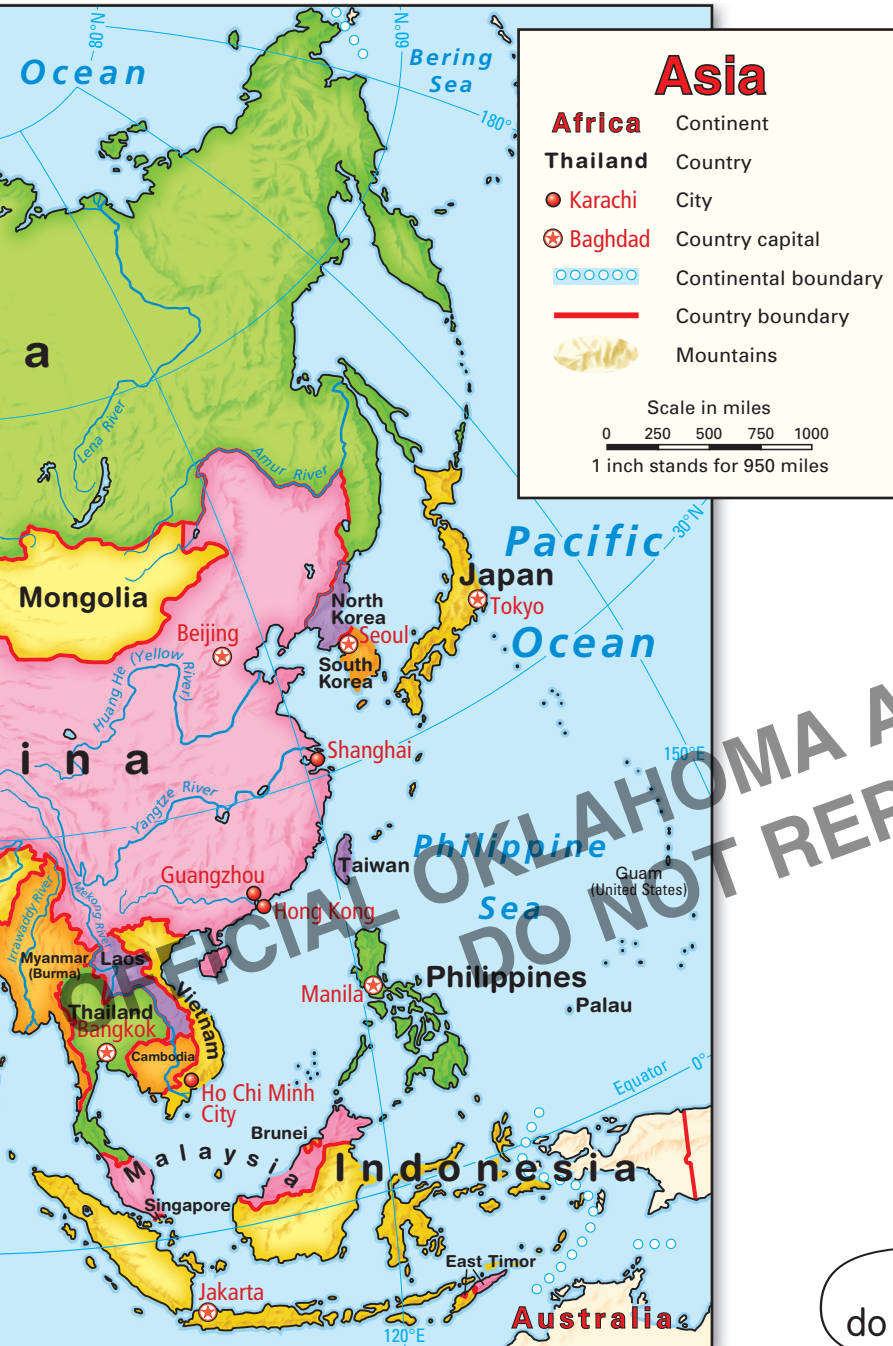 80°N
60°N
Ocean
Bering
Sea
180°
Asia
Africa Continent
Thailand Country
Karachi City
Baghdad Country capital
Continental boundary
Country boundary
Mountains
Scale in miles
0 250 500 750 1000
1 inch stands for 950 miles
a
Lena River
Amur River
30°N
Pacific
Ocean
Mongolia
Japan
Tokyo
North
Korea
Seoul
South
Korea
Beijing
Huang He (Yellow
River)
ina
Shanghai
150°E
Yangtze River
Taiwan
Philippine
Sea
Guam
(United States)
Guangzhou
Hong Kong
Irrawaddy River
Mekong River
Myanmar
(Burma)
Laos
Vietnam
Thailand
Bangkok
Cambodia
Ho Chi Minh
City
Manila
Philippines
Palau
Equator 0°
Brunei
Malaysia
Indonesia
Singapore
East Timor
Jakarta
Australia
120°E
OFFICIAL OKLAHOMA A
DO NOT REP
do